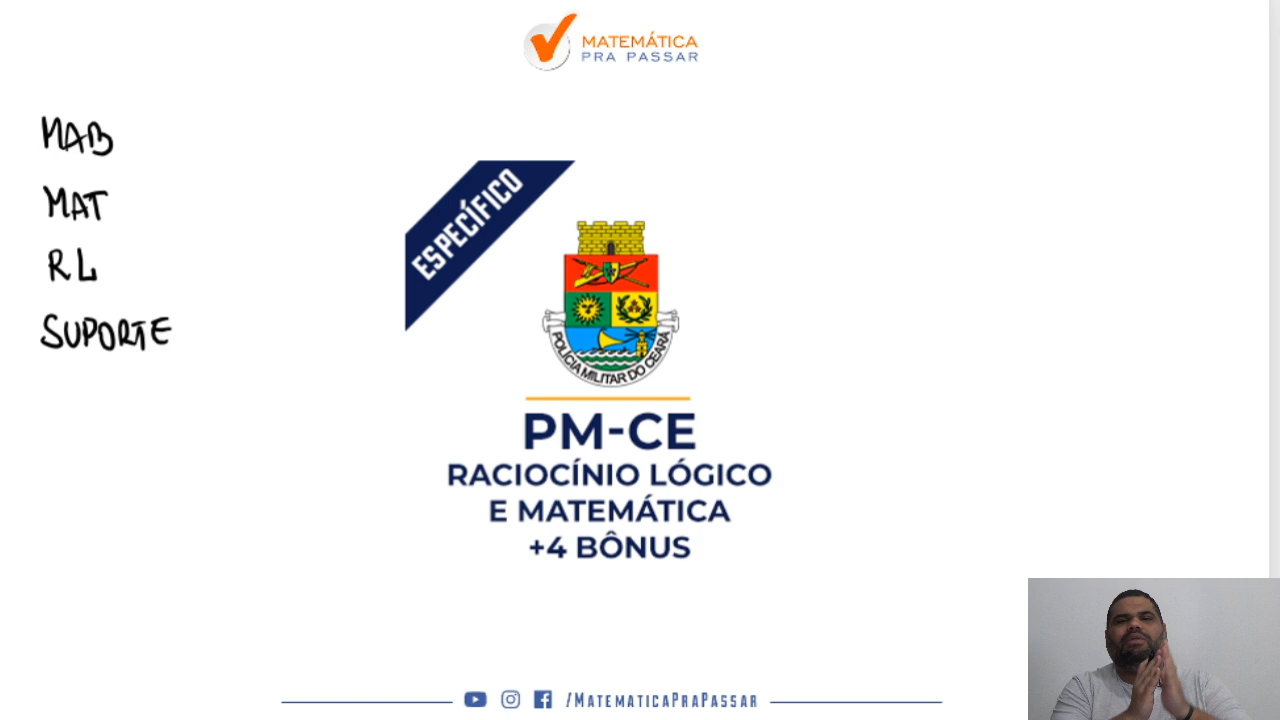 MATEMÁTICA
PRA PASSAR
MAB
MAT
RL
SUPORTE
ESPECÍFICO
POLÍCIA MILITAR DO CEARÁ
PM-CE
RACIOCÍNIO LÓGICO
E MATEMÁTICA
+4 BÔNUS
/MATEMATICAPRAPASSAR